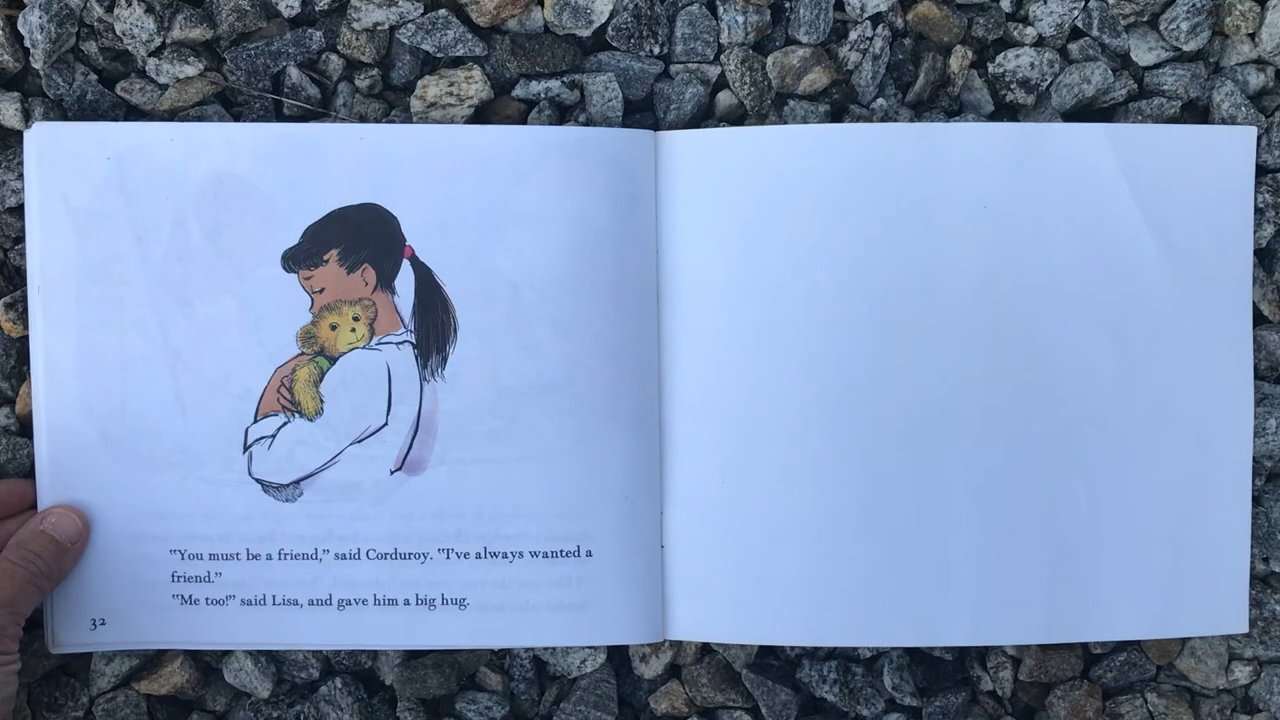 "You must be a friend," said Corduroy. "I've always wanted a
friend."
"Me too!" said Lisa, and gave him a big hug.
32